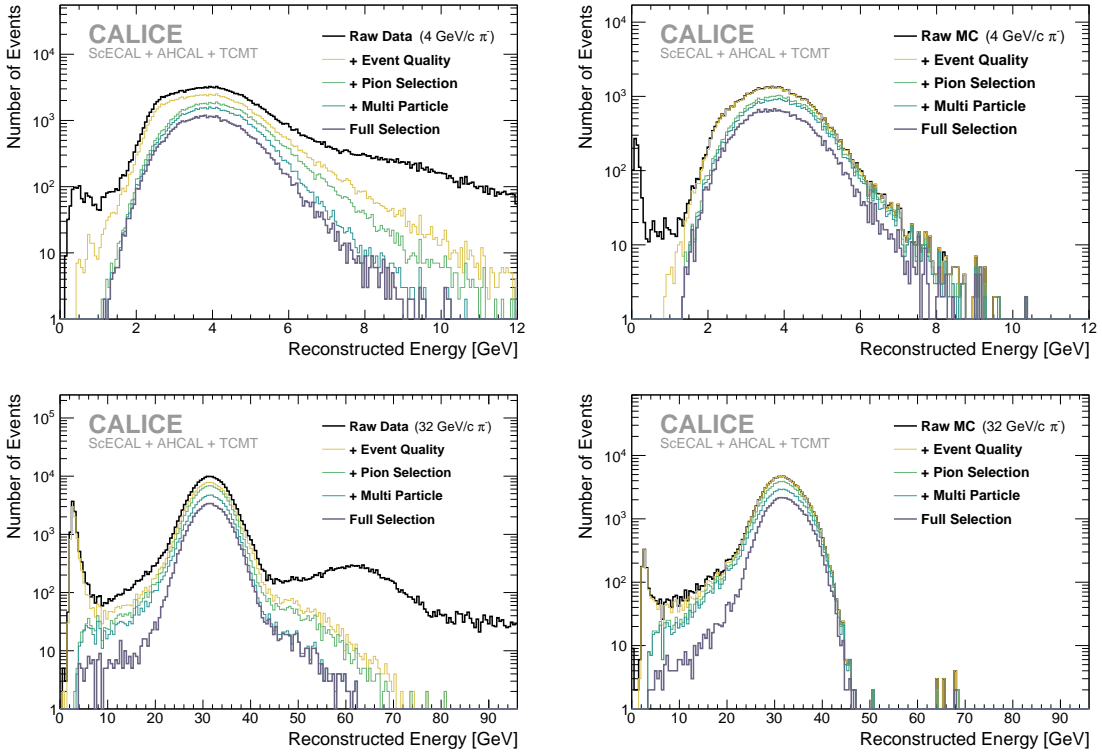 Number of Events
10⁴
10³
10²
10
1
CALICE
ScECAL + AHCAL + TCMT
Raw Data (4 GeV/c π⁻)
+ Event Quality
+ Pion Selection
+ Multi Particle
Full Selection
0 2 4 6 8 10 12
Reconstructed Energy [GeV]
Number of Events
10⁴
10³
10²
10
1
CALICE
ScECAL + AHCAL + TCMT
Raw MC (4 GeV/c π⁻)
+ Event Quality
+ Pion Selection
+ Multi Particle
Full Selection
0 2 4 6 8 10 12
Reconstructed Energy [GeV]
Number of Events
10⁵
10⁴
10³
10²
10
1
CALICE
ScECAL + AHCAL + TCMT
Raw Data (32 GeV/c π⁻)
+ Event Quality
+ Pion Selection
+ Multi Particle
Full Selection
0 10 20 30 40 50 60 70 80 90
Reconstructed Energy [GeV]
Number of Events
10⁴
10³
10²
10
1
CALICE
ScECAL + AHCAL + TCMT
Raw MC (32 GeV/c π⁻)
+ Event Quality
+ Pion Selection
+ Multi Particle
Full Selection
0 10 20 30 40 50 60 70 80 90
Reconstructed Energy [GeV]